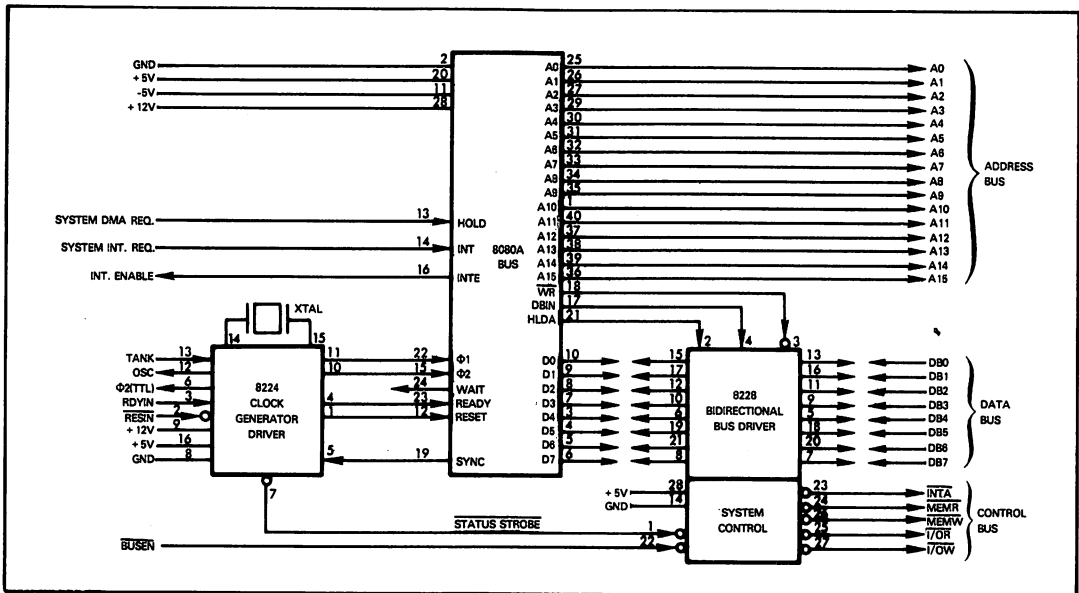 GND 2
+5V 20
-5V 11
+12V 28
SYSTEM DMA REQ. 13 HOLD
SYSTEM INT. REQ. 14 INT
INT. ENABLE 16 INTE
8080A
BUS
A0 25 A0
A1 26 A1
A2 27 A2
A3 29 A3
A4 30 A4
A5 31 A5
A6 32 A6
A7 33 A7
A8 34 A8
A9 35 A9
A10 1 A10
A11 40 A11
A12 37 A12
A13 38 A13
A14 39 A14
A15 36 A15
ADDRESS
BUS
WR 18
DBIN 17
HLDA 21
2 4 3
XTAL
14 15
TANK 13
OSC 12
Φ2(TTL) 6
RDYIN 3
RESIN 2
+12V 9
+5V 16
GND 8
8224
CLOCK
GENERATOR
DRIVER
11 22 Φ1
10 15 Φ2
24 WAIT
4 23 READY
1 12 RESET
5 19 SYNC
7
D0 10 15
D1 9 17
D2 8 12
D3 7 10
D4 3 6
D5 4 19
D6 5 21
D7 6 8
8228
BIDIRECTIONAL
BUS DRIVER
13 DB0
16 DB1
11 DB2
9 DB3
5 DB4
18 DB5
20 DB6
7 DB7
DATA
BUS
+5V 28
GND 14
SYSTEM
CONTROL
STATUS STROBE 1
BUSEN 22
23 INTA
24 MEMR
MEMW
25 I/OR
27 I/OW
CONTROL
BUS